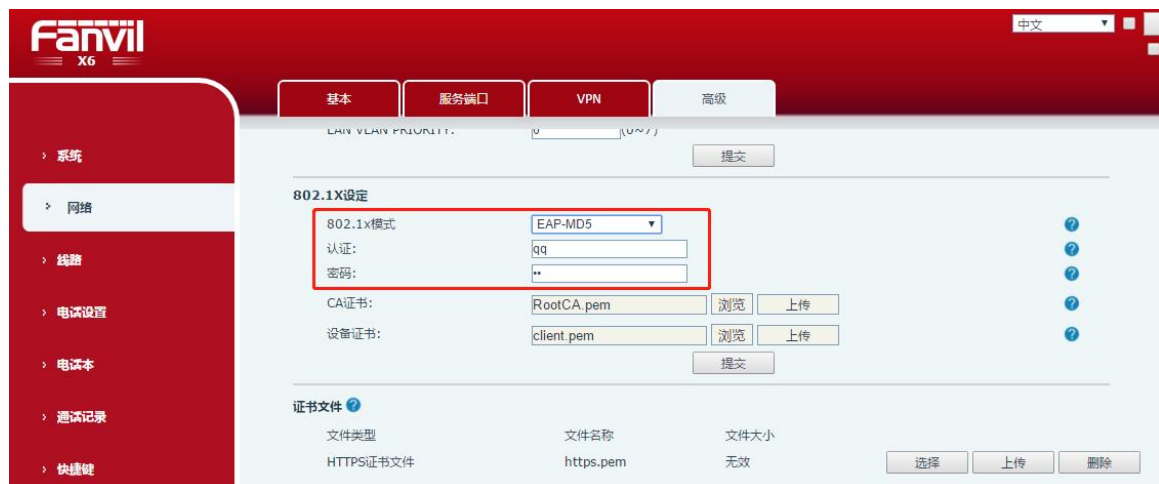 Fanvil
X6
中文
基本 服务端口 VPN 高级
LAN VLAN PRIORITY: 0 (0~7)
提交
› 系统
› 网络
› 线路
› 电话设置
› 电话本
› 通话记录
› 快捷键
802.1X设定
802.1x模式 EAP-MD5
认证: qq
密码: ••
CA证书: RootCA.pem 浏览 上传
设备证书: client.pem 浏览 上传
提交
证书文件
文件类型 文件名称 文件大小
HTTPS证书文件 https.pem 无效 选择 上传 删除